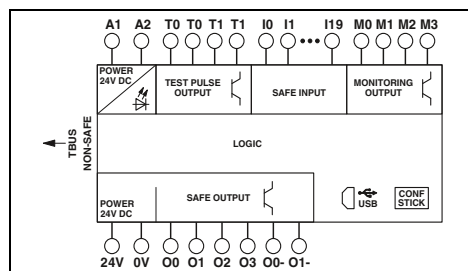 A1 A2 T0 T0 T1 T1 I0 I1 ••• I19 M0 M1 M2 M3
POWER
24V DC
TEST PULSE
OUTPUT
SAFE INPUT
MONITORING
OUTPUT
TBUS
NON-SAFE
LOGIC
POWER
24V DC
SAFE OUTPUT
USB
CONF
STICK
24V 0V O0 O1 O2 O3 O0- O1-